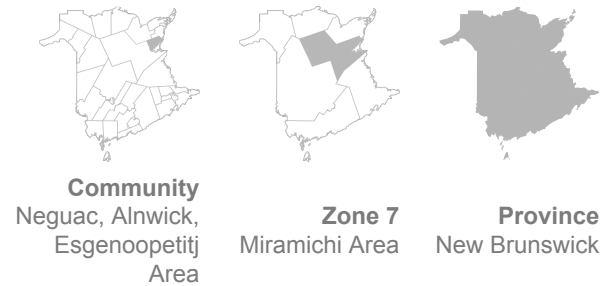 Community
Neguac, Alnwick,
Esgenoopetitj
Area
Zone 7
Miramichi Area
Province
New Brunswick